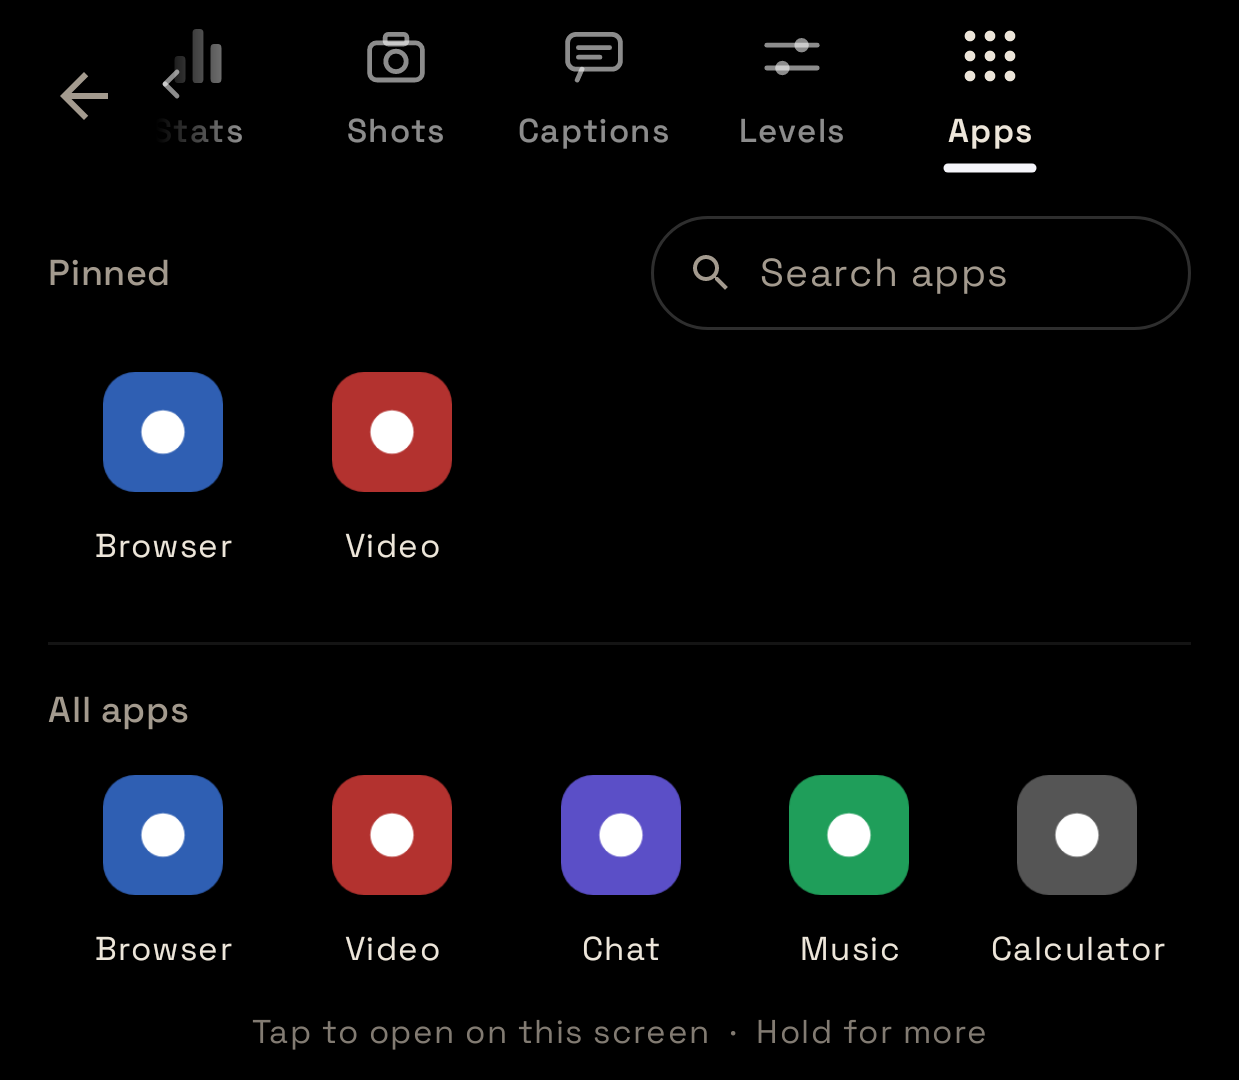 Stats Shots Captions Levels Apps
Pinned
Search apps
Browser Video
All apps
Browser Video Chat Music Calculator
Tap to open on this screen · Hold for more